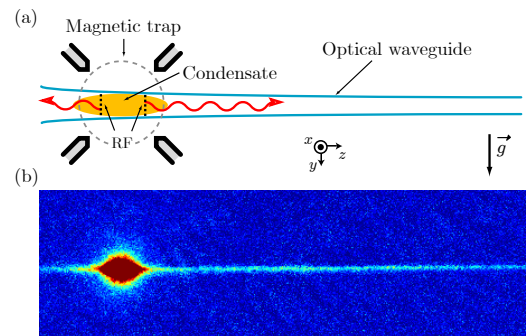 (a)
Magnetic trap
Optical waveguide
Condensate
RF
x
z
y
g
(b)